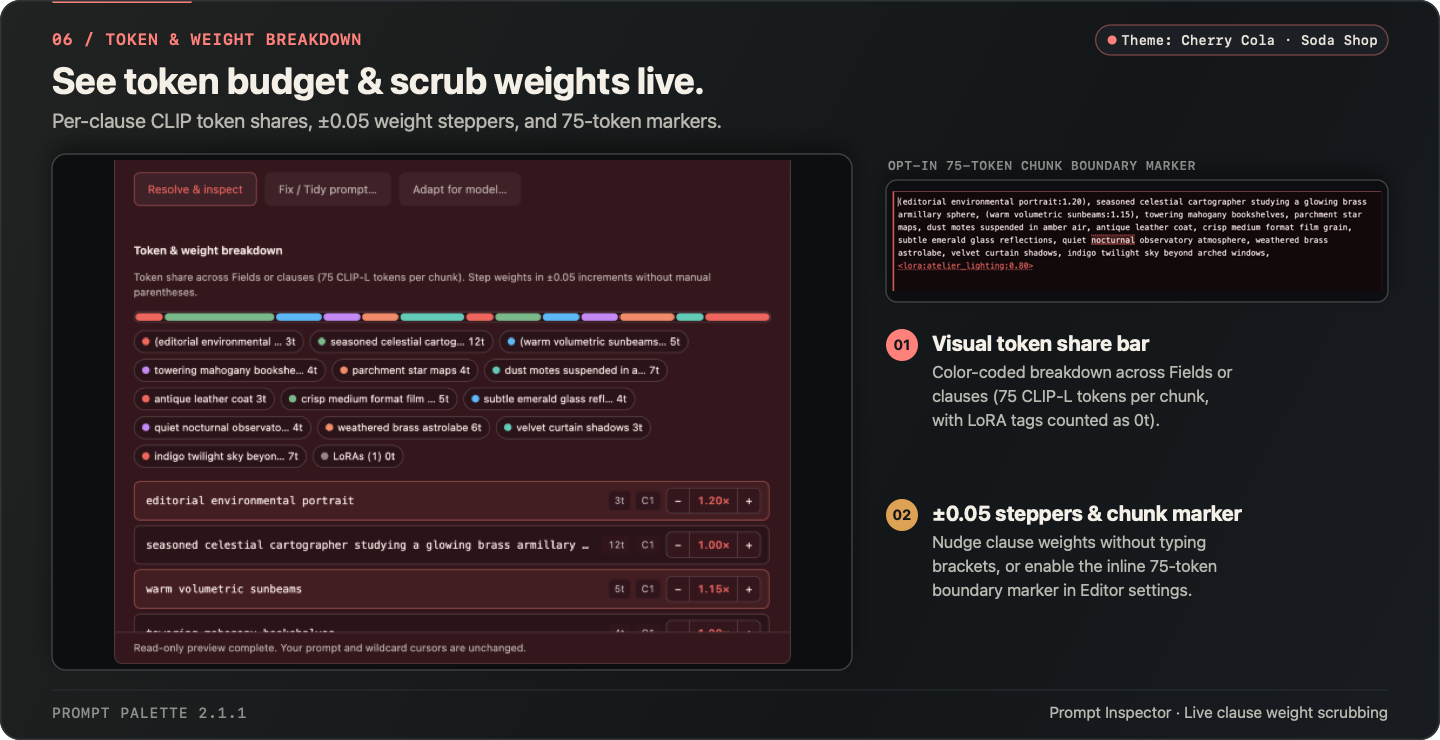 06 / TOKEN & WEIGHT BREAKDOWN
Theme: Cherry Cola · Soda Shop
See token budget & scrub weights live.
Per-clause CLIP token shares, ±0.05 weight steppers, and 75-token markers.
Resolve & inspect
Fix / Tidy prompt...
Adapt for model...
Token & weight breakdown
Token share across Fields or clauses (75 CLIP-L tokens per chunk). Step weights in ±0.05 increments without manual
parentheses.
(editorial environmental ... 3t
seasoned celestial cartog... 12t
(warm volumetric sunbeams... 5t
towering mahogany bookshe... 4t
parchment star maps 4t
dust motes suspended in a... 7t
antique leather coat 3t
crisp medium format film ... 5t
subtle emerald glass refl... 4t
quiet nocturnal observato... 4t
weathered brass astrolabe 6t
velvet curtain shadows 3t
indigo twilight sky beyon... 7t
LoRAs (1) 0t
editorial environmental portrait 3t C1 − 1.20× +
seasoned celestial cartographer studying a glowing brass armillary … 12t C1 − 1.00× +
warm volumetric sunbeams 5t C1 − 1.15× +
towering mahogany bookshelves 4t C1 1.00×
Read-only preview complete. Your prompt and wildcard cursors are unchanged.
OPT-IN 75-TOKEN CHUNK BOUNDARY MARKER
(editorial environmental portrait:1.20), seasoned celestial cartographer studying a glowing brass
armillary sphere, (warm volumetric sunbeams:1.15), towering mahogany bookshelves, parchment star
maps, dust motes suspended in amber air, antique leather coat, crisp medium format film grain,
subtle emerald glass reflections, quiet nocturnal observatory atmosphere, weathered brass
astrolabe, velvet curtain shadows, indigo twilight sky beyond arched windows,
<lora:atelier_lighting:0.80>
01
Visual token share bar
Color-coded breakdown across Fields or
clauses (75 CLIP-L tokens per chunk,
with LoRA tags counted as 0t).
02
±0.05 steppers & chunk marker
Nudge clause weights without typing
brackets, or enable the inline 75-token
boundary marker in Editor settings.
PROMPT PALETTE 2.1.1
Prompt Inspector · Live clause weight scrubbing